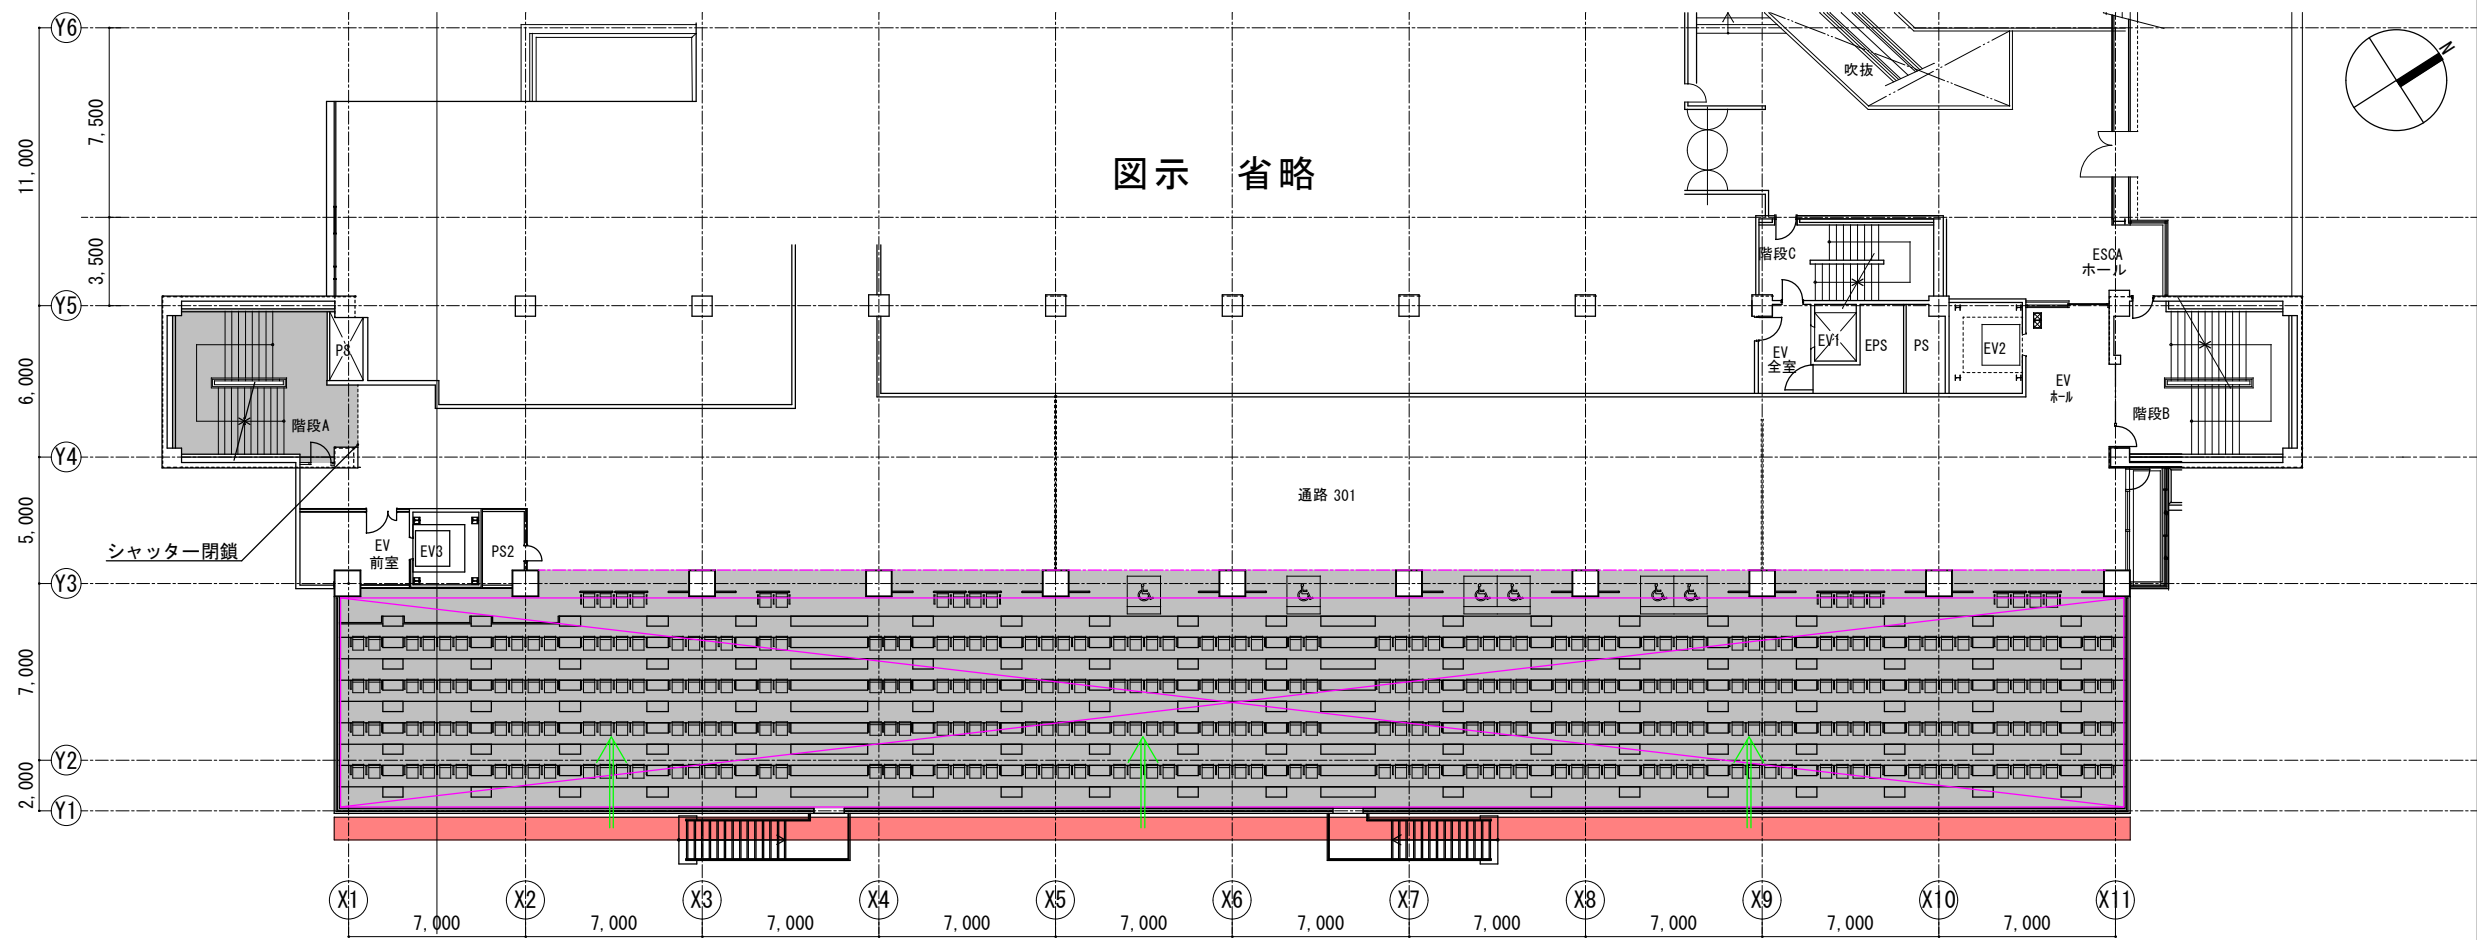 Y6
N
吹抜
7,500
11,000
図示 省略
3,500
階段C
ESCA
ホール
Y5
PS
EV
全室
EV1
EPS
PS
EV2
EV
ホール
6,000
階段A
階段B
Y4
通路 301
5,000
シャッター閉鎖
EV
前室
EV3
PS2
Y3
7,000
Y2
2,000
Y1
X1
X2
X3
X4
X5
X6
X7
X8
X9
X10
X11
7,000
7,000
7,000
7,000
7,000
7,000
7,000
7,000
7,000
7,000